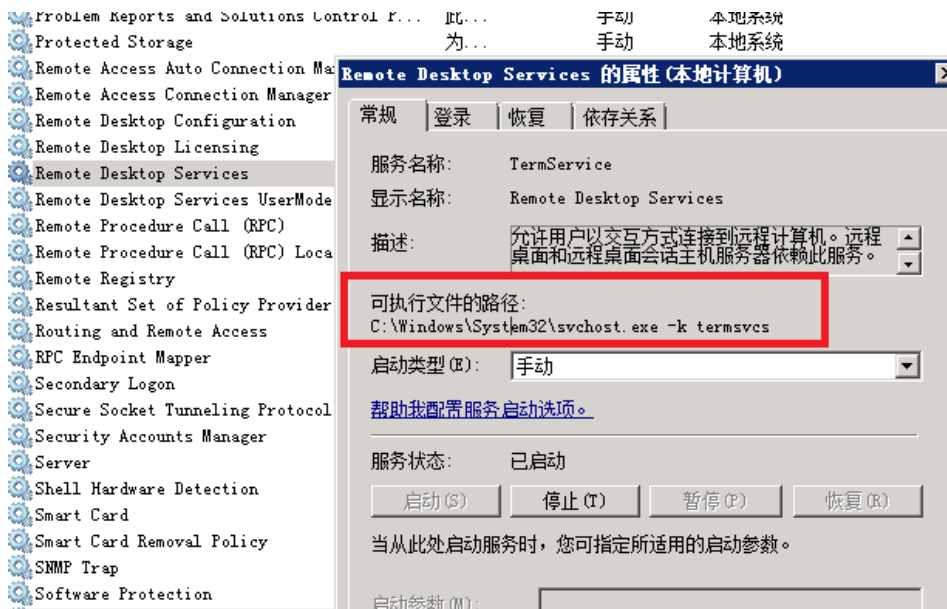 Problem Reports and Solutions Control P... 此... 手动 本地系统
Protected Storage 为... 手动 本地系统
Remote Access Auto Connection Ma
Remote Access Connection Manager
Remote Desktop Configuration
Remote Desktop Licensing
Remote Desktop Services
Remote Desktop Services UserMode
Remote Procedure Call (RPC)
Remote Procedure Call (RPC) Loca
Remote Registry
Resultant Set of Policy Provider
Routing and Remote Access
RPC Endpoint Mapper
Secondary Logon
Secure Socket Tunneling Protocol
Security Accounts Manager
Server
Shell Hardware Detection
Smart Card
Smart Card Removal Policy
SNMP Trap
Software Protection
Remote Desktop Services 的属性(本地计算机)
常规 登录 恢复 依存关系
服务名称: TermService
显示名称: Remote Desktop Services
描述: 允许用户以交互方式连接到远程计算机。远程
桌面和远程桌面会话主机服务器依赖此服务。
可执行文件的路径:
C:\Windows\System32\svchost.exe -k termsvcs
启动类型(E): 手动
帮助我配置服务启动选项。
服务状态: 已启动
启动(S) 停止(T) 暂停(P) 恢复(R)
当从此处启动服务时，您可指定所适用的启动参数。
启动参数(M):